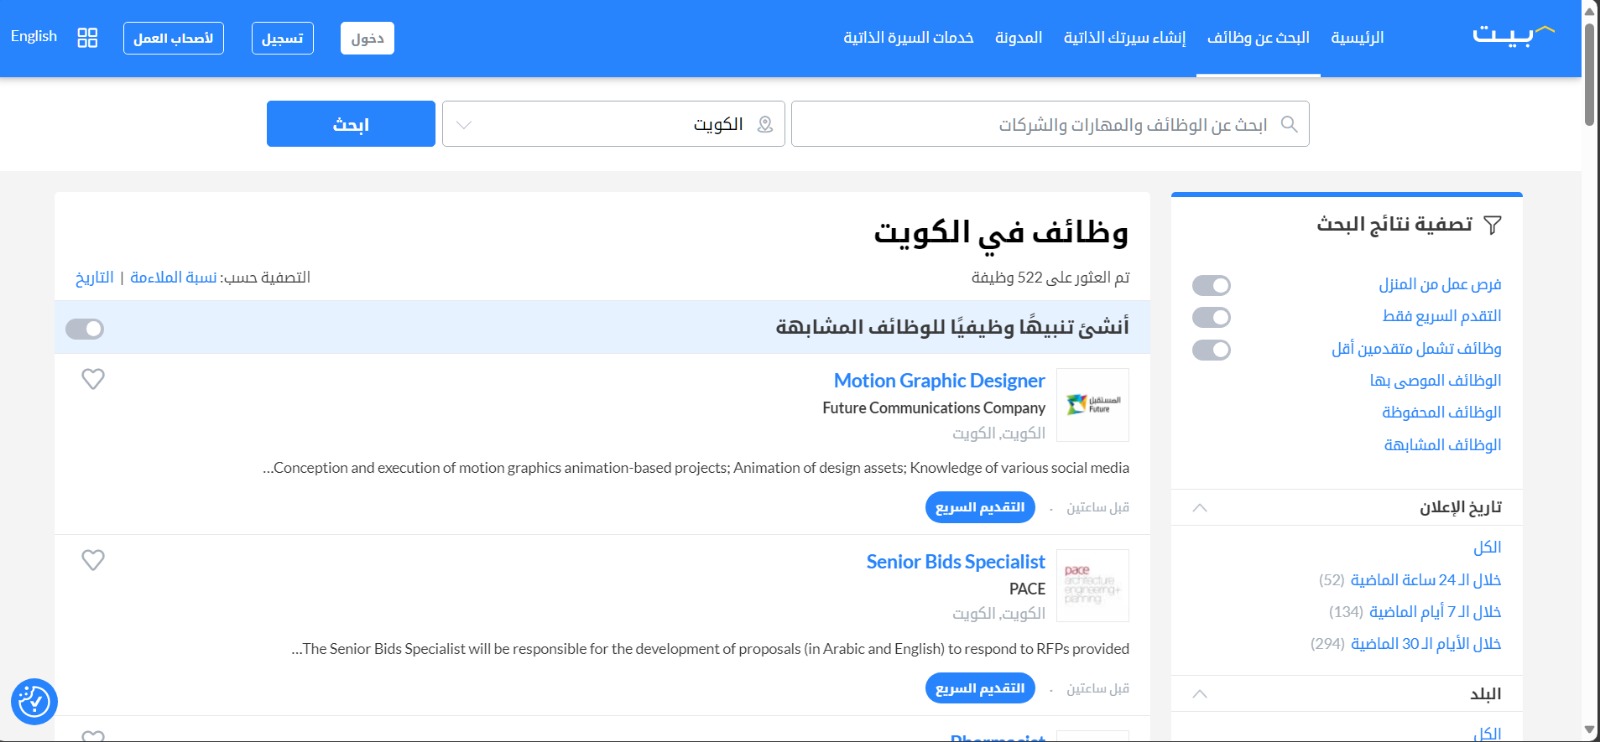 بيت
الرئيسية
البحث عن وظائف
إنشاء سيرتك الذاتية
المدونة
خدمات السيرة الذاتية
دخول
تسجيل
لأصحاب العمل
English
ابحث عن الوظائف والمهارات والشركات
الكويت
ابحث
تصفية نتائج البحث
فرص عمل من المنزل
التقدم السريع فقط
وظائف تشمل متقدمين أقل
الوظائف الموصى بها
الوظائف المحفوظة
الوظائف المشابهة
تاريخ الإعلان
الكل
خلال الـ 24 ساعة الماضية (52)
خلال الـ 7 أيام الماضية (134)
خلال الأيام الـ 30 الماضية (294)
البلد
الكل
وظائف في الكويت
تم العثور على 522 وظيفة
التصفية حسب: نسبة الملاءمة | التاريخ
أنشئ تنبيهًا وظيفيًا للوظائف المشابهة
المستقبل
Future
Motion Graphic Designer
Future Communications Company
الكويت, الكويت
...Conception and execution of motion graphics animation-based projects; Animation of design assets; Knowledge of various social media
قبل ساعتين
التقديم السريع
pace
architecture
engineering+
planning
Senior Bids Specialist
PACE
الكويت, الكويت
...The Senior Bids Specialist will be responsible for the development of proposals (in Arabic and English) to respond to RFPs provided
قبل ساعتين
التقديم السريع
Pharmacist